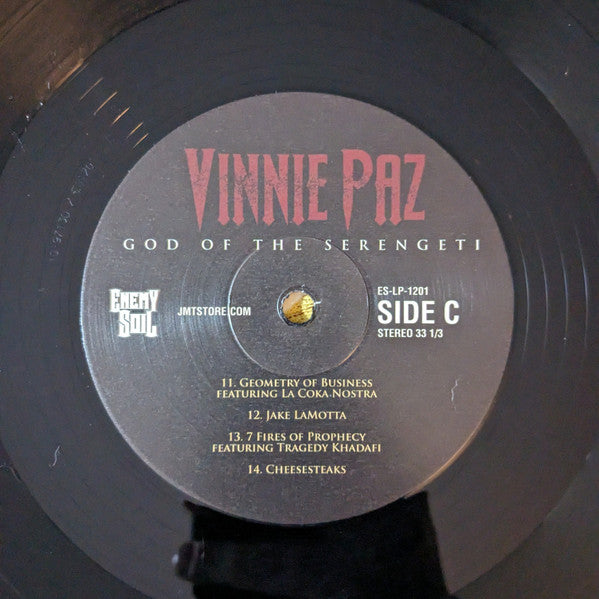 VINNIE PAZ
GOD OF THE SERENGETI
ENEMY
SOIL
JMTSTORE.COM
ES-LP-1201
SIDE C
STEREO 33 1/3
11. GEOMETRY OF BUSINESS
FEATURING LA COKA NOSTRA
12. JAKE LAMOTTA
13. 7 FIRES OF PROPHECY
FEATURING TRAGEDY KHADAFI
14. CHEESESTEAKS